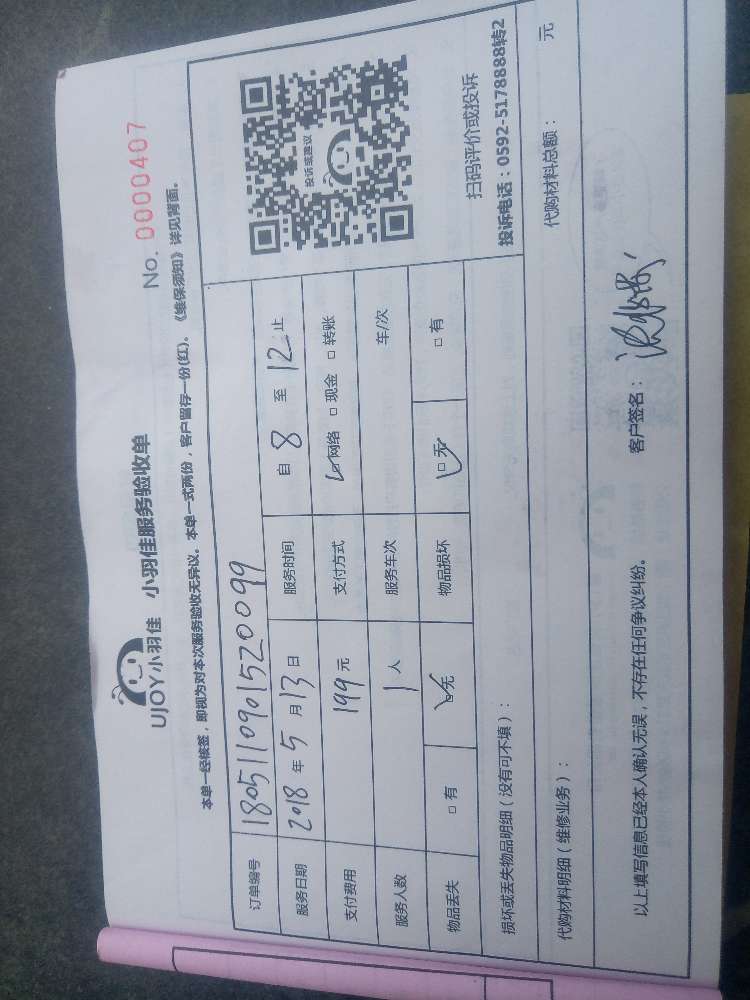 UJOY小羽佳 小羽佳服务验收单
No. 0000407
本单一经核签，即视为对本次服务验收无异议。本单一式两份，客户留存一份(红)。《维保须知》详见背面。
订单编号 1805110901520099
服务日期 2018 年 5 月 13 日 服务时间 自 8 至 12 止
支付费用 199 元 支付方式 网络 □ 现金 □ 转账
服务人数 1 人 服务车次 车/次
物品丢失 □ 有 □ 无 物品损坏 □ 无 □ 有
投诉或建议
扫码评价或投诉
投诉电话：0592-5178888转2
损坏或丢失物品明细（没有可不填）：
代购材料明细（维修业务）： 代购材料总额： 元
以上填写信息已经本人确认无误，不存在任何争议纠纷。 客户签名：